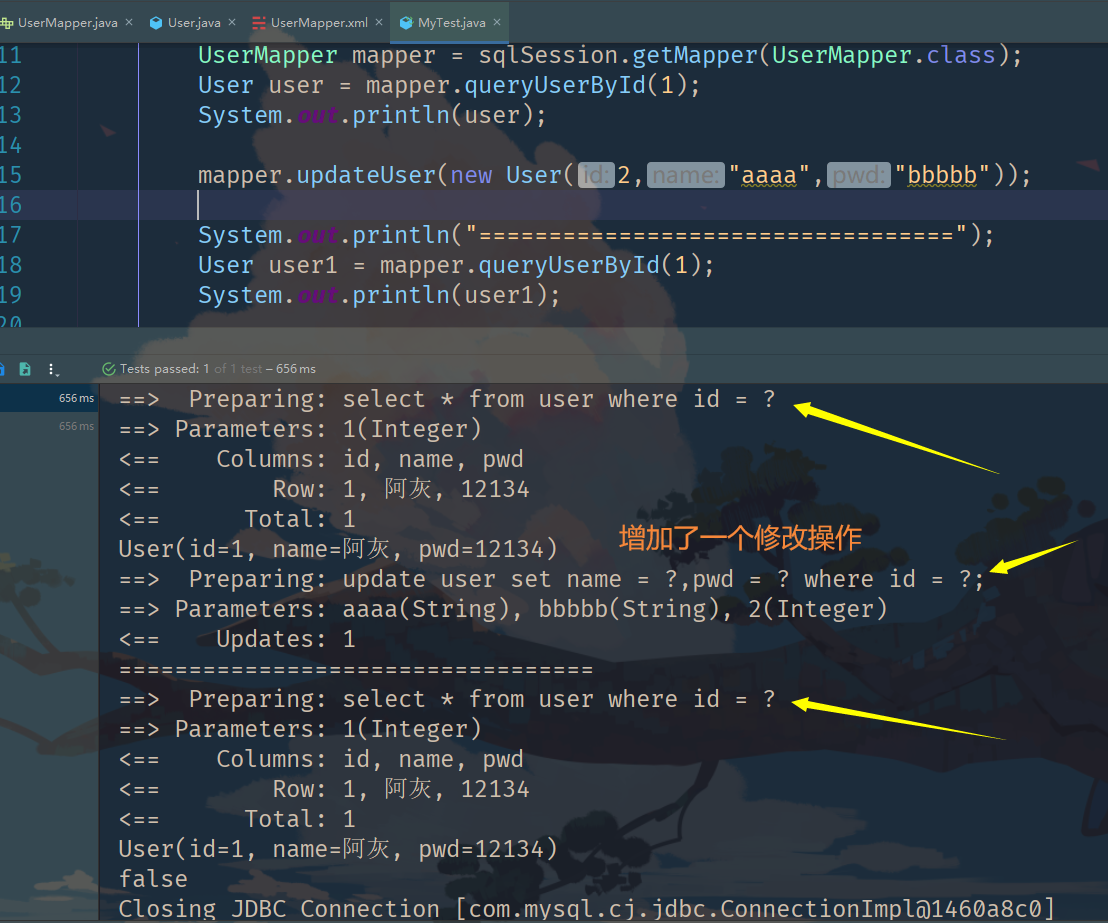 UserMapper.java × User.java × UserMapper.xml × MyTest.java ×
11 UserMapper mapper = sqlSession.getMapper(UserMapper.class);
12 User user = mapper.queryUserById(1);
13 System.out.println(user);
14
15 mapper.updateUser(new User( id: 2, name: "aaaa", pwd: "bbbbb"));
16
17 System.out.println("==================================");
18 User user1 = mapper.queryUserById(1);
19 System.out.println(user1);
20
Tests passed: 1 of 1 test – 656 ms
656 ms ==>  Preparing: select * from user where id = ?
656 ms ==> Parameters: 1(Integer)
<==    Columns: id, name, pwd
<==        Row: 1, 阿灰, 12134
<==      Total: 1
增加了一个修改操作
User(id=1, name=阿灰, pwd=12134)
==>  Preparing: update user set name = ?,pwd = ? where id = ?;
==> Parameters: aaaa(String), bbbbb(String), 2(Integer)
<==    Updates: 1
==================================
==>  Preparing: select * from user where id = ?
==> Parameters: 1(Integer)
<==    Columns: id, name, pwd
<==        Row: 1, 阿灰, 12134
<==      Total: 1
User(id=1, name=阿灰, pwd=12134)
false
Closing JDBC Connection [com.mysql.cj.jdbc.ConnectionImpl@1460a8c0]